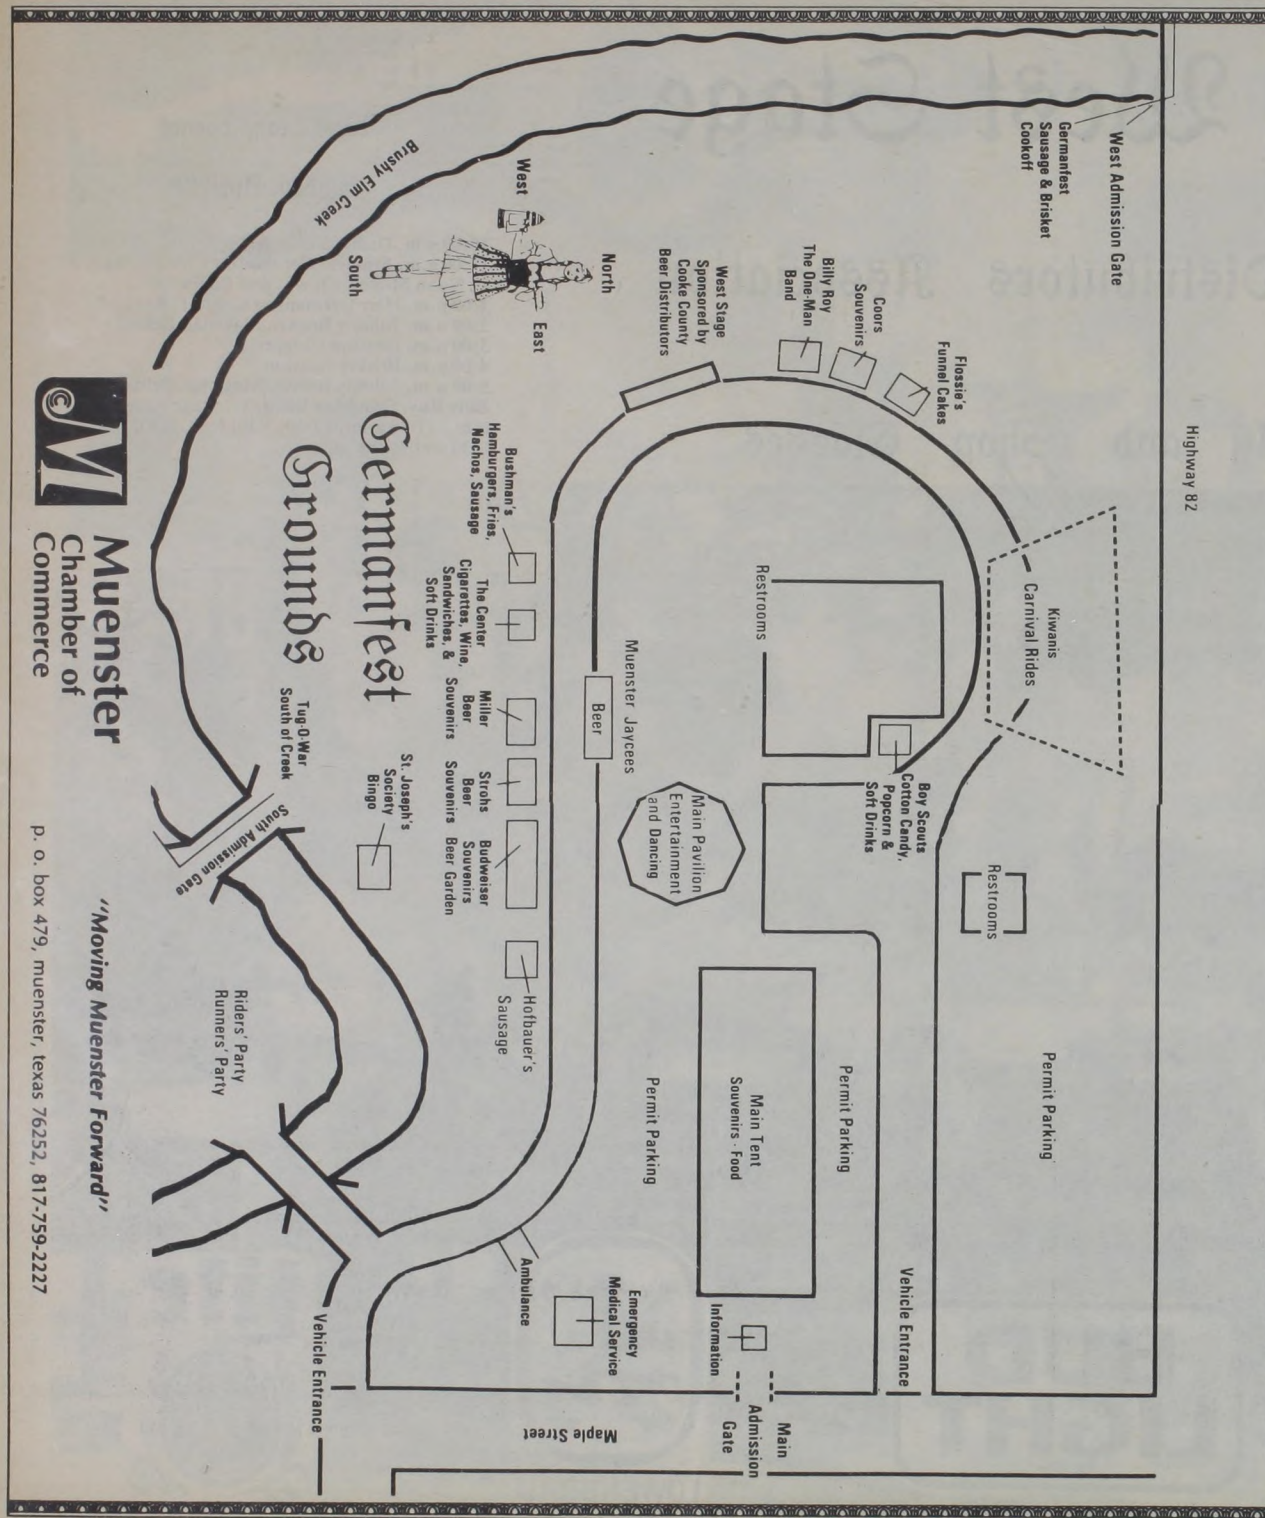 Highway 82
West Admission Gate
Germanfest
Sausage & Brisket
Cookoff
Kiwanis
Carnival Rides
Flossie's
Funnel Cakes
Coors
Souvenirs
Billy Roy
The One-Man
Band
West Stage
Sponsored by
Cooke County
Beer Distributors
Restrooms
Boy Scouts
Cotton Candy,
Popcorn &
Soft Drinks
Restrooms
Permit Parking
Permit Parking
Vehicle Entrance
Main Tent
Souvenirs · Food
Permit Parking
Information
Main
Admission
Gate
Maple Street
Main Pavilion
Entertainment
and Dancing
Muenster Jaycees
Beer
Emergency
Medical Service
Ambulance
North
West
East
South
Brushy Elm Creek
Bushman's
Hamburgers, Fries,
Nachos, Sausage
The Center
Cigarettes, Wine,
Sandwiches, &
Soft Drinks
Miller
Beer
Souvenirs
Strohs
Beer
Souvenirs
Budweiser
Souvenirs
Beer Garden
Hofbauer's
Sausage
St. Joseph's
Society
Bingo
Germanfest
Grounds
Tug-O-War
South of Creek
South Admission Gate
Riders' Party
Runners' Party
Vehicle Entrance
©M
Muenster
Chamber of
Commerce
"Moving Muenster Forward"
p. o. box 479, muenster, texas 76252, 817-759-2227